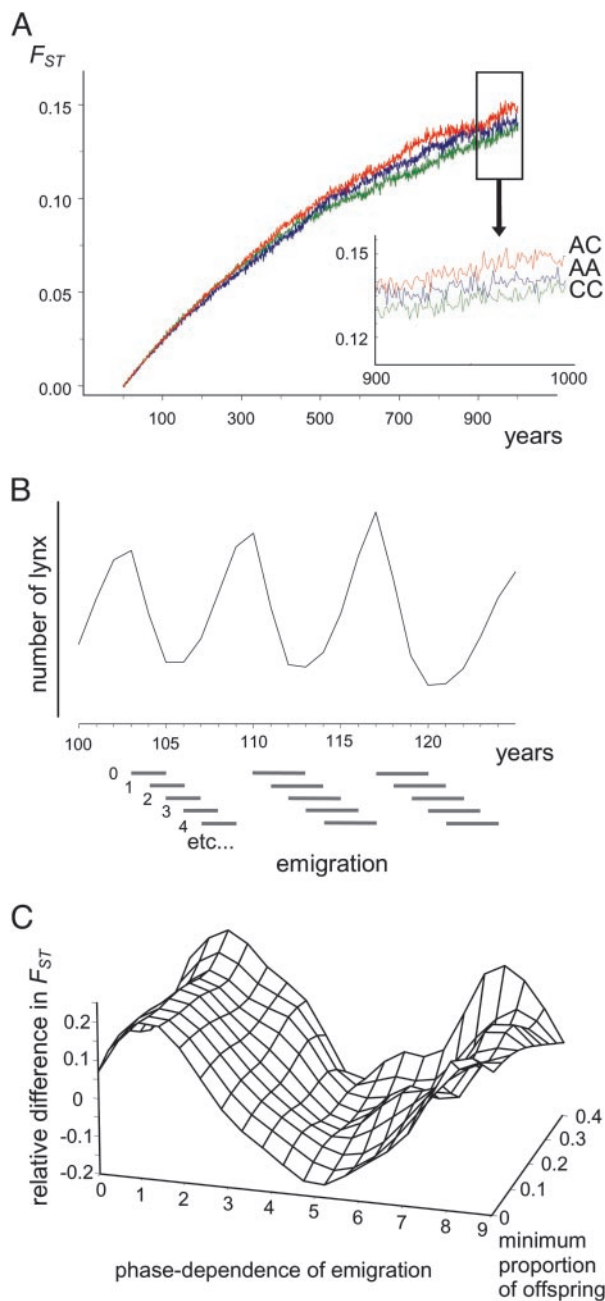 A
F_ST
0.15
0.10
0.05
0.00
100 300 500 700 900
years
0.15
0.12
900 1000
AC
AA
CC
B
number of lynx
100 105 110 115 120
years
0
1
2
3
4
etc...
emigration
C
relative difference in F_ST
0.2
0.1
0
-0.1
-0.2
0 1 2 3 4 5 6 7 8 9
phase-dependence of emigration
0.4
0.3
0.2
0.1
0
minimum
proportion
of offspring